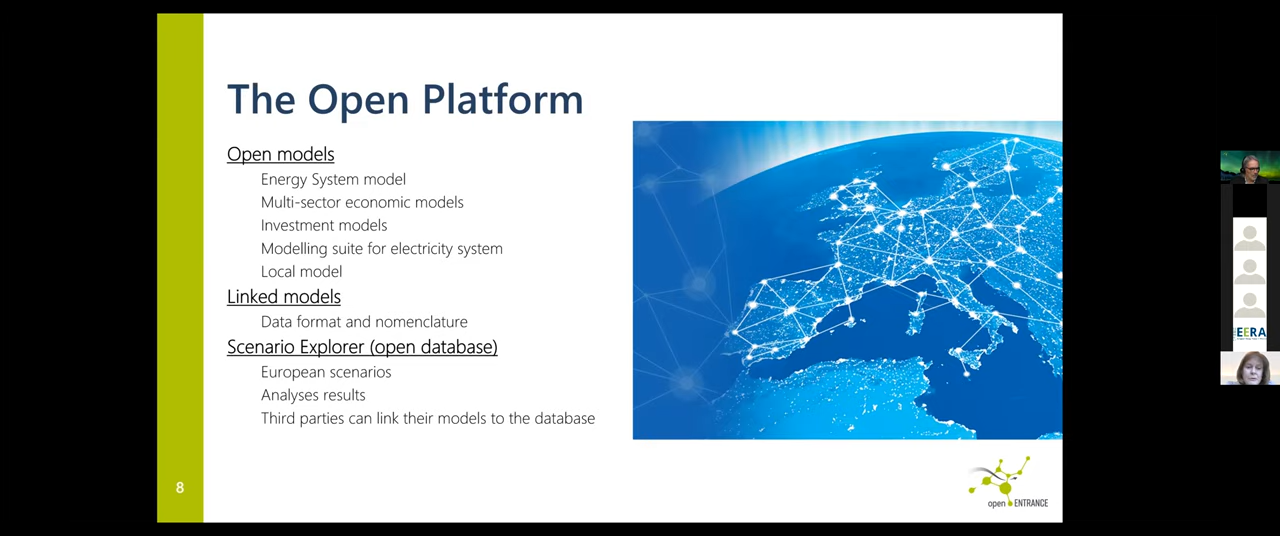 The Open Platform
Open models
Energy System model
Multi-sector economic models
Investment models
Modelling suite for electricity system
Local model
Linked models
Data format and nomenclature
Scenario Explorer (open database)
European scenarios
Analyses results
Third parties can link their models to the database
8
open ENTRANCE
EERA